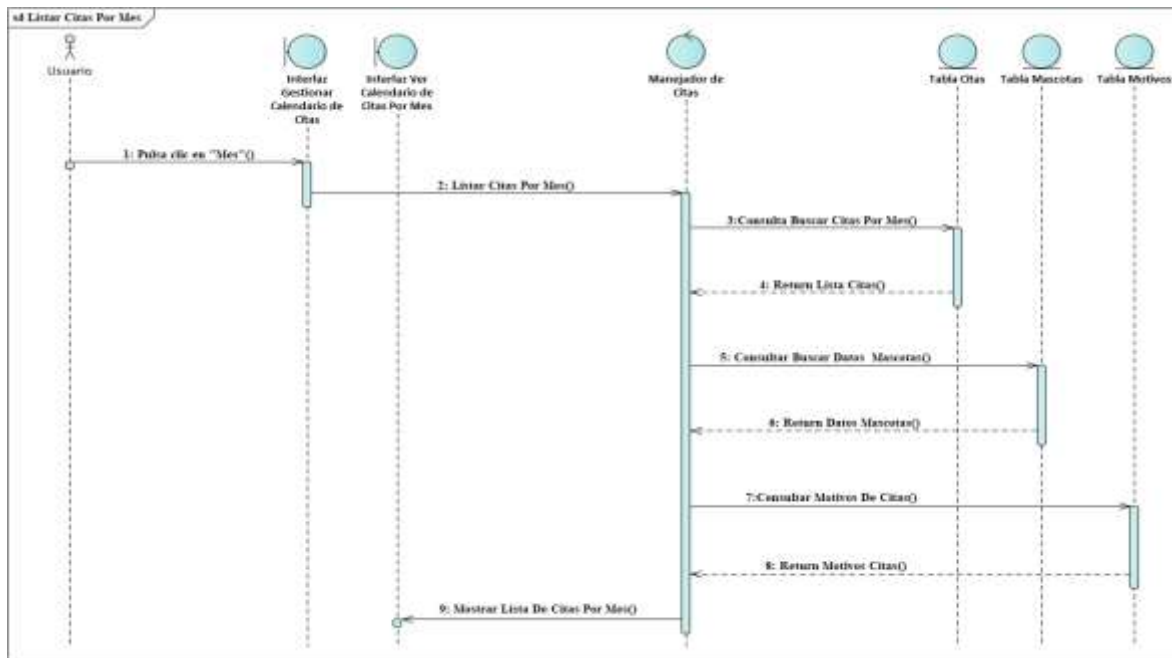 sd Listar Citas Por Mes
Usuario
Interfaz
Gestionar
Calendario de
Citas
Interfaz Ver
Calendario de
Citas Por Mes
Manejador de
Citas
Tabla Citas
Tabla Mascotas
Tabla Motivos
1: Pulsa clic en "Mes"()
2: Listar Citas Por Mes()
3:Consulta Buscar Citas Por Mes()
4: Return Lista Citas()
5: Consultar Buscar Datos Mascotas()
6: Return Datos Mascotas()
7:Consultar Motivos De Citas()
8: Return Motivos Citas()
9: Mostrar Lista De Citas Por Mes()